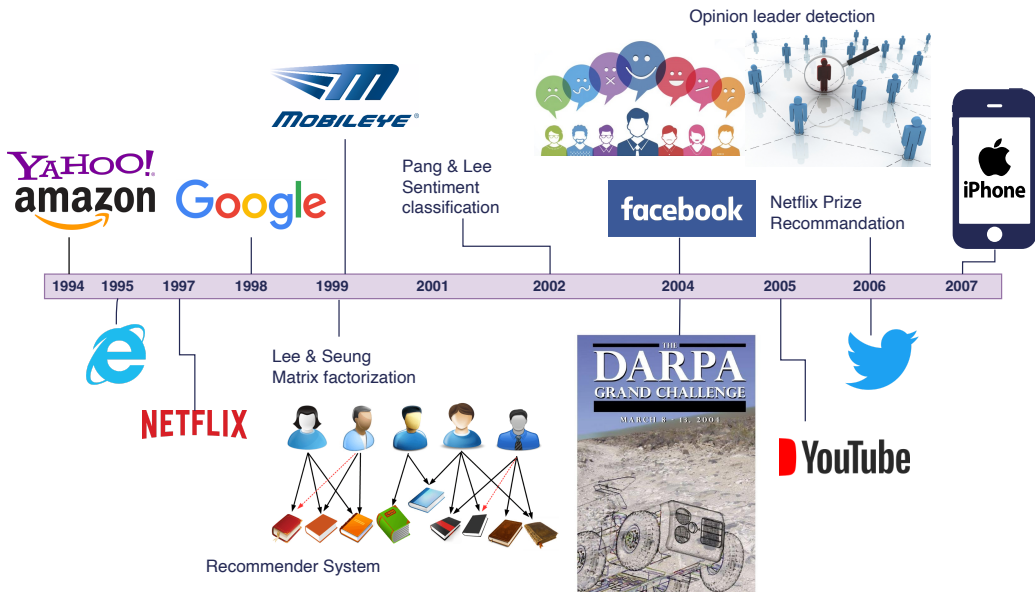 Opinion leader detection
MOBILEYE®
YAHOO!
amazon
Google
Pang & Lee
Sentiment
classification
facebook
Netflix Prize
Recommandation
iPhone
1994 1995 1997 1998 1999 2001 2002 2004 2005 2006 2007
Lee & Seung
Matrix factorization
NETFLIX
THE
DARPA
GRAND CHALLENGE
MARCH 8 - 13, 2004
YouTube
Recommender System